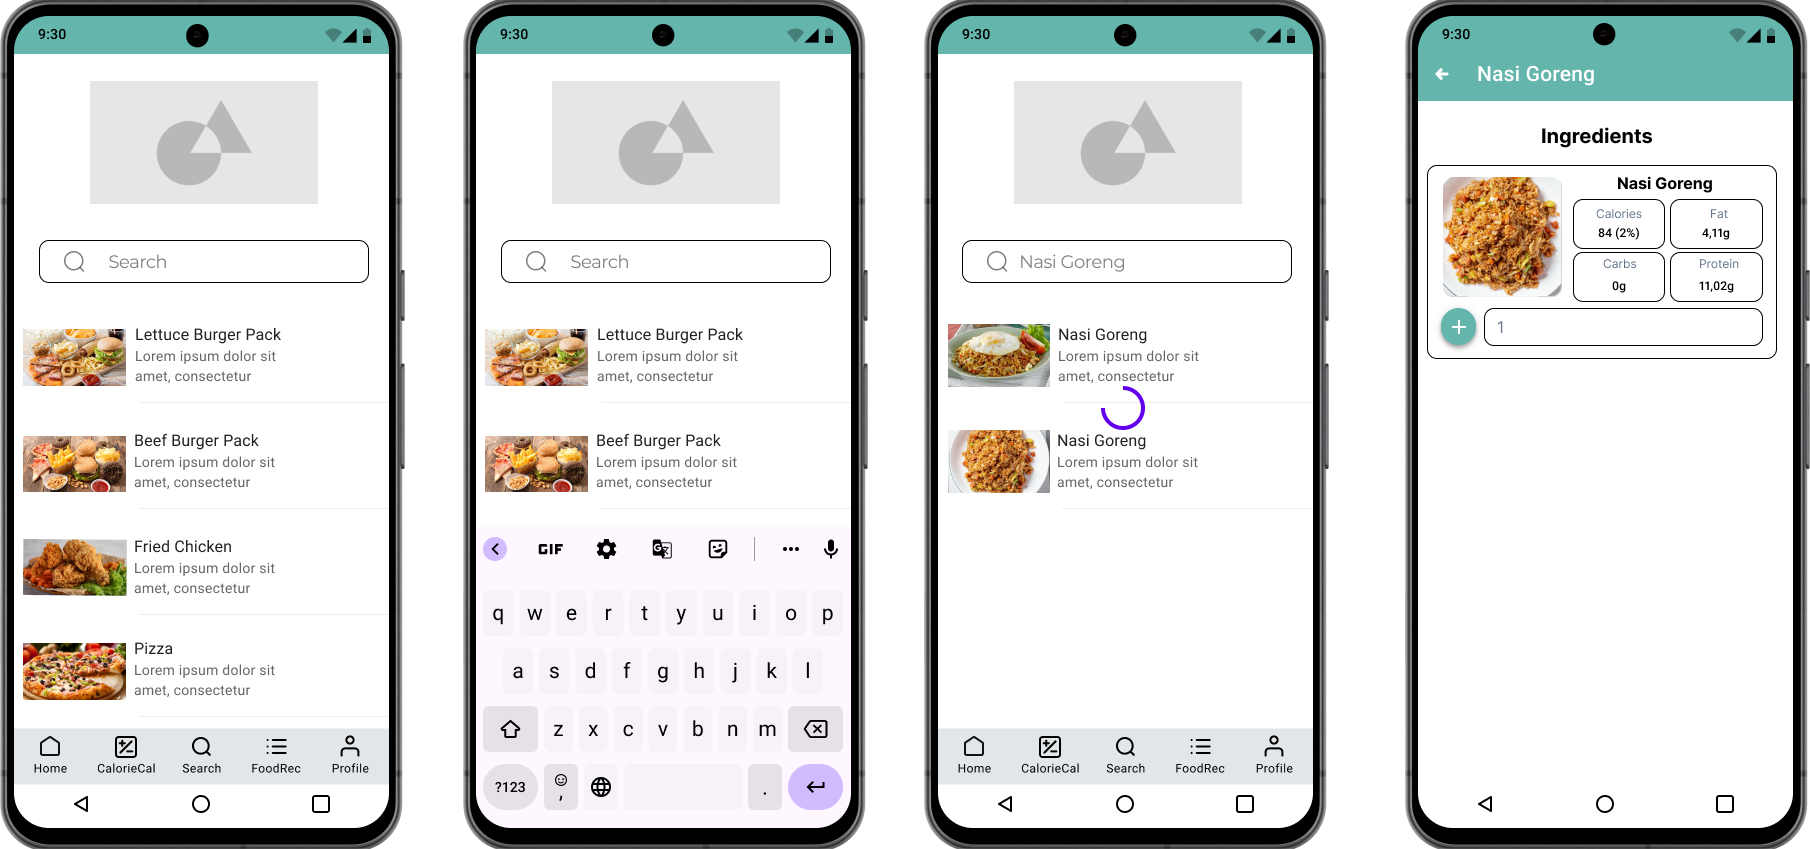 9:30
Search
Lettuce Burger Pack
Lorem ipsum dolor sit
amet, consectetur
Beef Burger Pack
Lorem ipsum dolor sit
amet, consectetur
Fried Chicken
Lorem ipsum dolor sit
amet, consectetur
Pizza
Lorem ipsum dolor sit
amet, consectetur
Home CalorieCal Search FoodRec Profile
9:30
Search
Lettuce Burger Pack
Lorem ipsum dolor sit
amet, consectetur
Beef Burger Pack
Lorem ipsum dolor sit
amet, consectetur
GIF
q w e r t y u i o p
a s d f g h j k l
z x c v b n m
?123 , .
9:30
Nasi Goreng
Nasi Goreng
Lorem ipsum dolor sit
amet, consectetur
Nasi Goreng
Lorem ipsum dolor sit
amet, consectetur
Home CalorieCal Search FoodRec Profile
9:30
Nasi Goreng
Ingredients
Nasi Goreng
Calories Fat
84 (2%) 4,11g
Carbs Protein
0g 11,02g
1